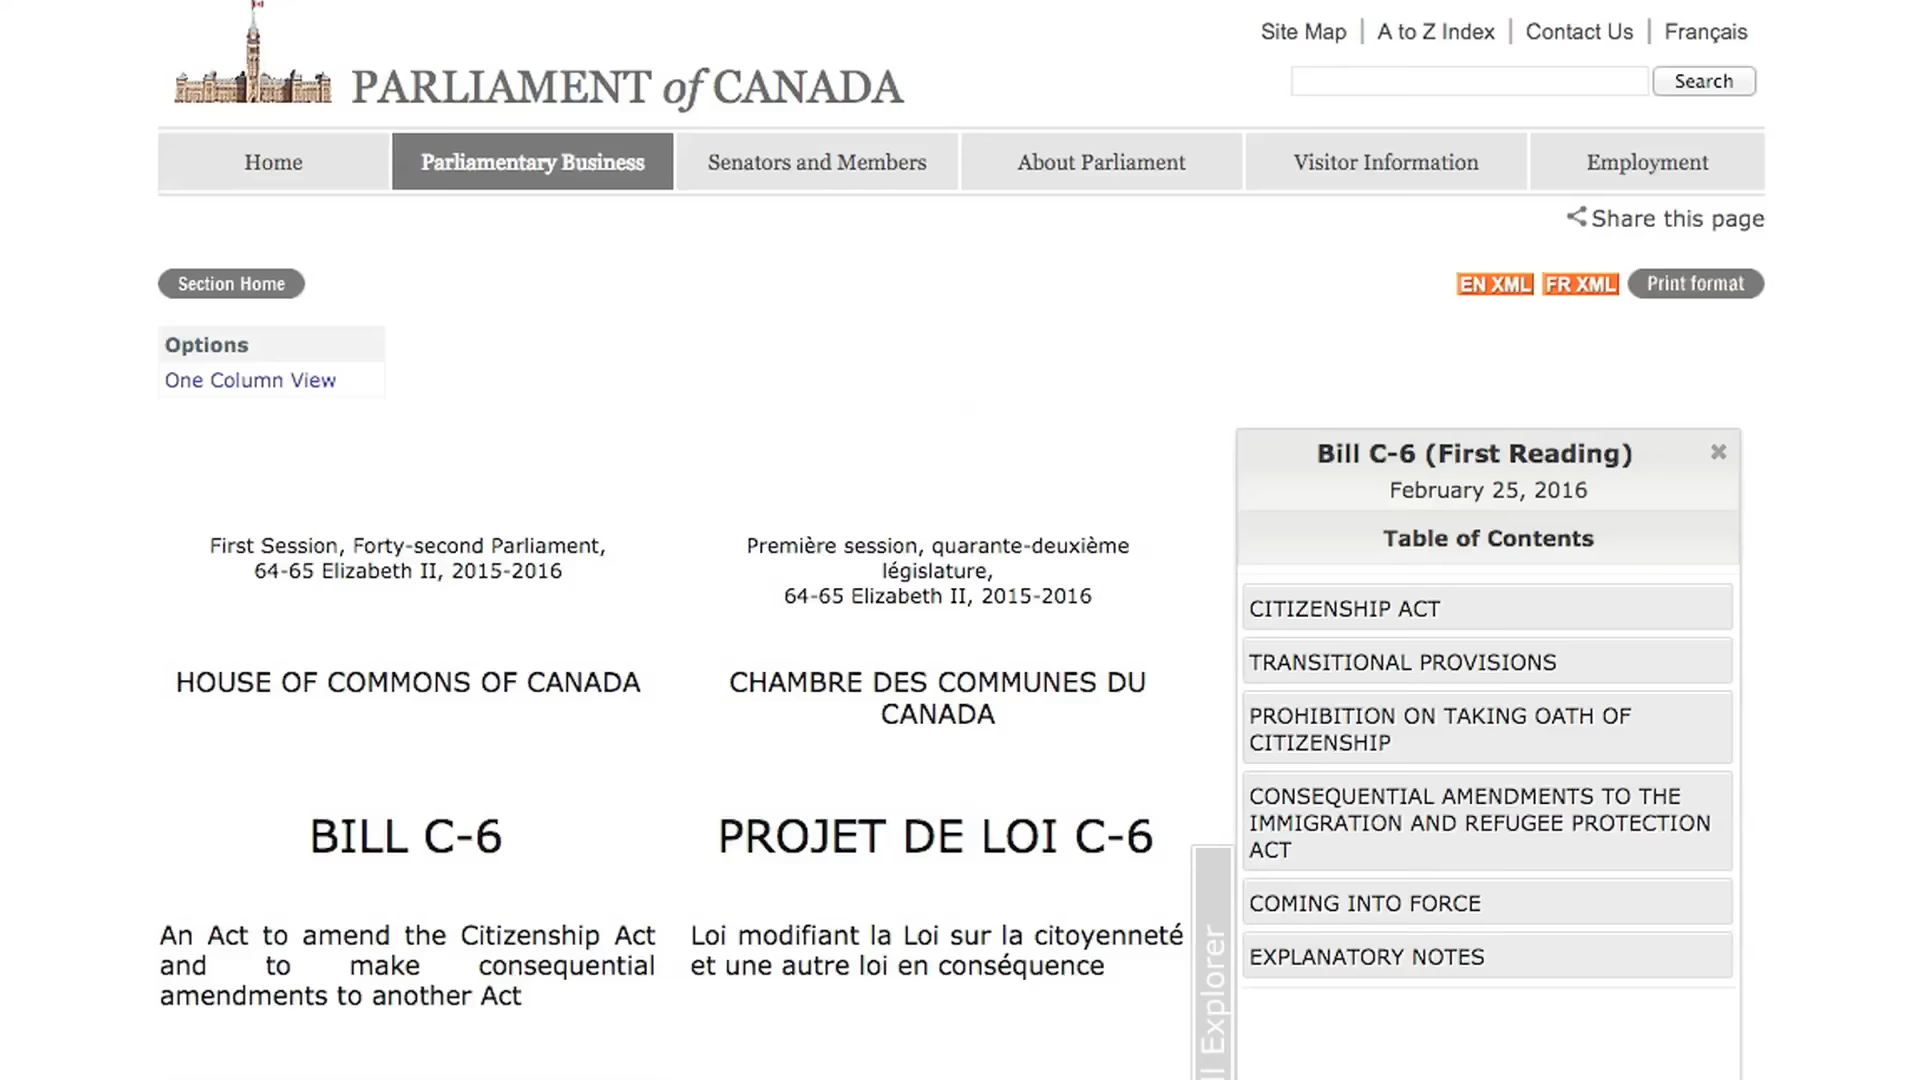 Site Map | A to Z Index | Contact Us | Français
PARLIAMENT of CANADA
Search
Home
Parliamentary Business
Senators and Members
About Parliament
Visitor Information
Employment
Share this page
Section Home
EN XML
FR XML
Print format
Options
One Column View
First Session, Forty-second Parliament,
64-65 Elizabeth II, 2015-2016
HOUSE OF COMMONS OF CANADA
BILL C-6
An Act to amend the Citizenship Act
and to make consequential
amendments to another Act
Première session, quarante-deuxième
législature,
64-65 Elizabeth II, 2015-2016
CHAMBRE DES COMMUNES DU
CANADA
PROJET DE LOI C-6
Loi modifiant la Loi sur la citoyenneté
et une autre loi en conséquence
Explorer
Bill C-6 (First Reading)
February 25, 2016
Table of Contents
CITIZENSHIP ACT
TRANSITIONAL PROVISIONS
PROHIBITION ON TAKING OATH OF
CITIZENSHIP
CONSEQUENTIAL AMENDMENTS TO THE
IMMIGRATION AND REFUGEE PROTECTION
ACT
COMING INTO FORCE
EXPLANATORY NOTES